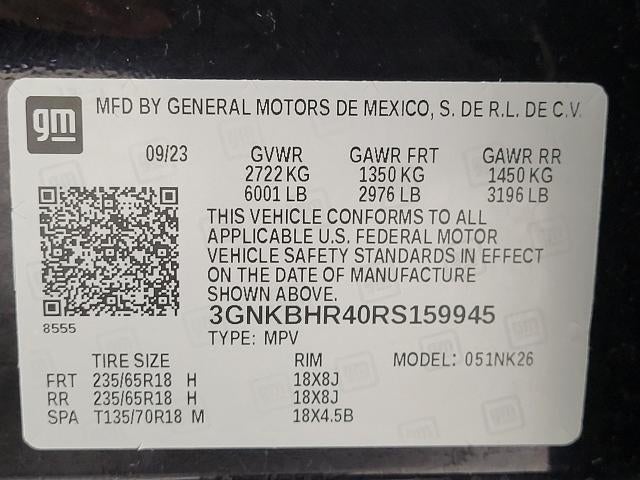 gm MFD BY GENERAL MOTORS DE MEXICO, S. DE R.L. DE C.V.
09/23 GVWR GAWR FRT GAWR RR
2722 KG 1350 KG 1450 KG
6001 LB 2976 LB 3196 LB
THIS VEHICLE CONFORMS TO ALL
APPLICABLE U.S. FEDERAL MOTOR
VEHICLE SAFETY STANDARDS IN EFFECT
ON THE DATE OF MANUFACTURE
SHOWN ABOVE.
3GNKBHR40RS159945
8555
TYPE: MPV
TIRE SIZE RIM MODEL: 051NK26
FRT 235/65R18 H 18X8J
RR 235/65R18 H 18X8J
SPA T135/70R18 M 18X4.5B